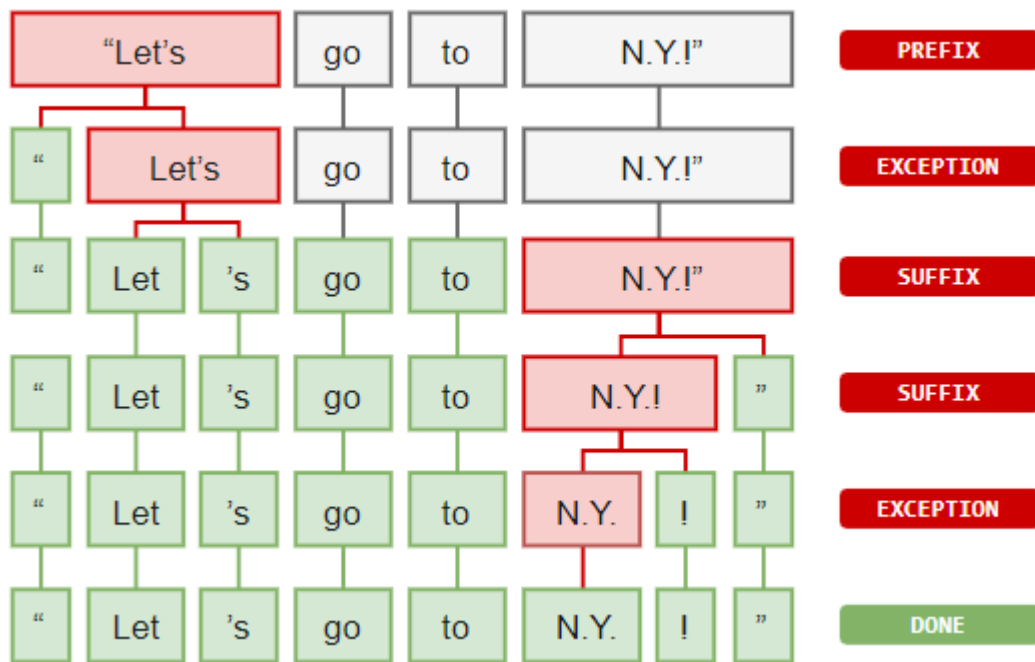 “Let’s go to N.Y.!” PREFIX
“ Let’s go to N.Y.!” EXCEPTION
“ Let ’s go to N.Y.!” SUFFIX
“ Let ’s go to N.Y.! ” SUFFIX
“ Let ’s go to N.Y. ! ” EXCEPTION
“ Let ’s go to N.Y. ! ” DONE